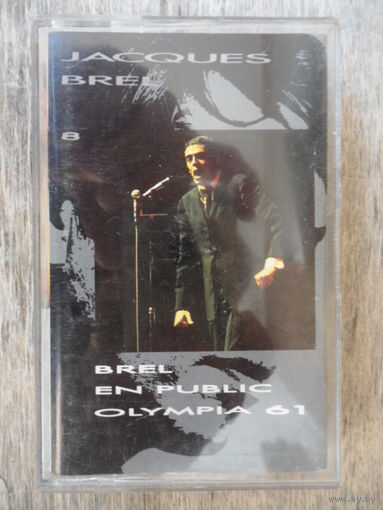 JACQUES
BREL
8
BREL
EN PUBLIC
OLYMPIA 61
www.ay.by